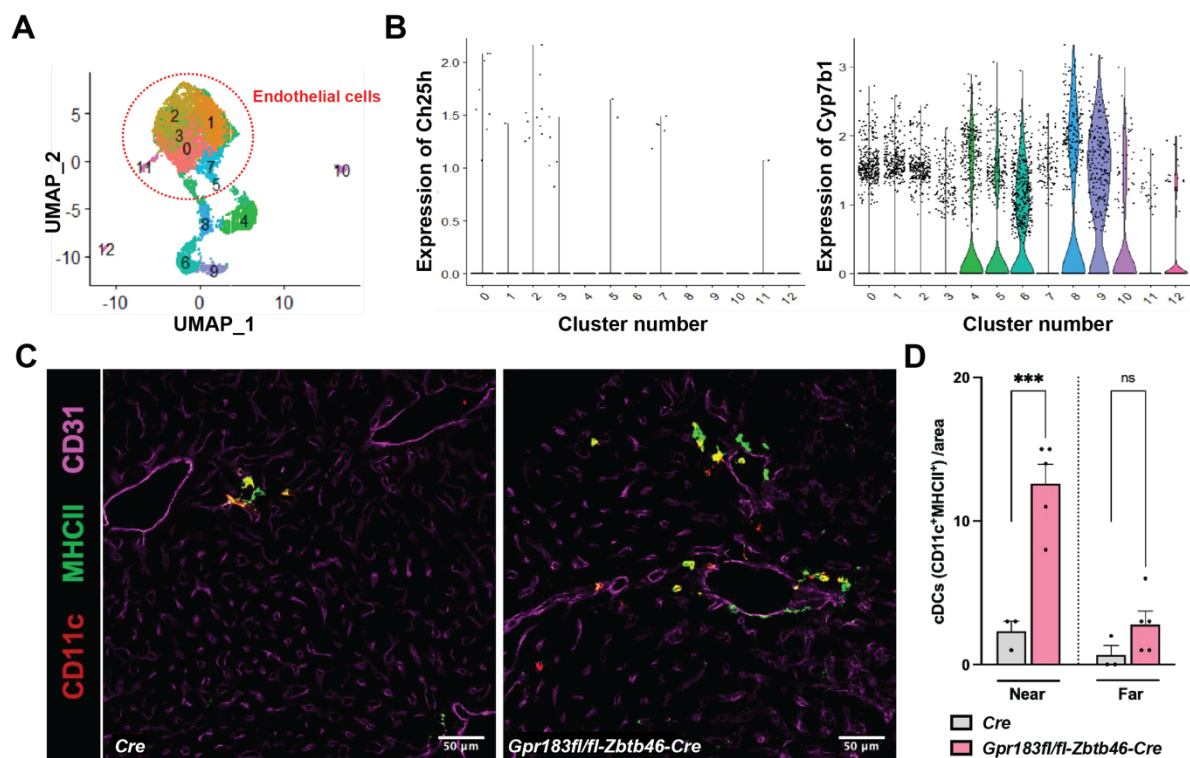 A
Endothelial cells
UMAP_2
5
0
-5
-10
2
1
3
0
7
11
5
10
8
4
12
6
9
-10
0
10
UMAP_1
B
Expression of Ch25h
2.0
1.5
1.0
0.5
0.0
0 1 2 3 4 5 6 7 8 9 10 11 12
Cluster number
Expression of Cyp7b1
3
2
1
0
0 1 2 3 4 5 6 7 8 9 10 11 12
Cluster number
C
CD11c MHCII CD31
Cre
50 µm
Gpr183fl/fl-Zbtb46-Cre
50 µm
D
cDCs (CD11c+MHCII+) /area
20
10
0
***
ns
Near
Far
Cre
Gpr183fl/fl-Zbtb46-Cre